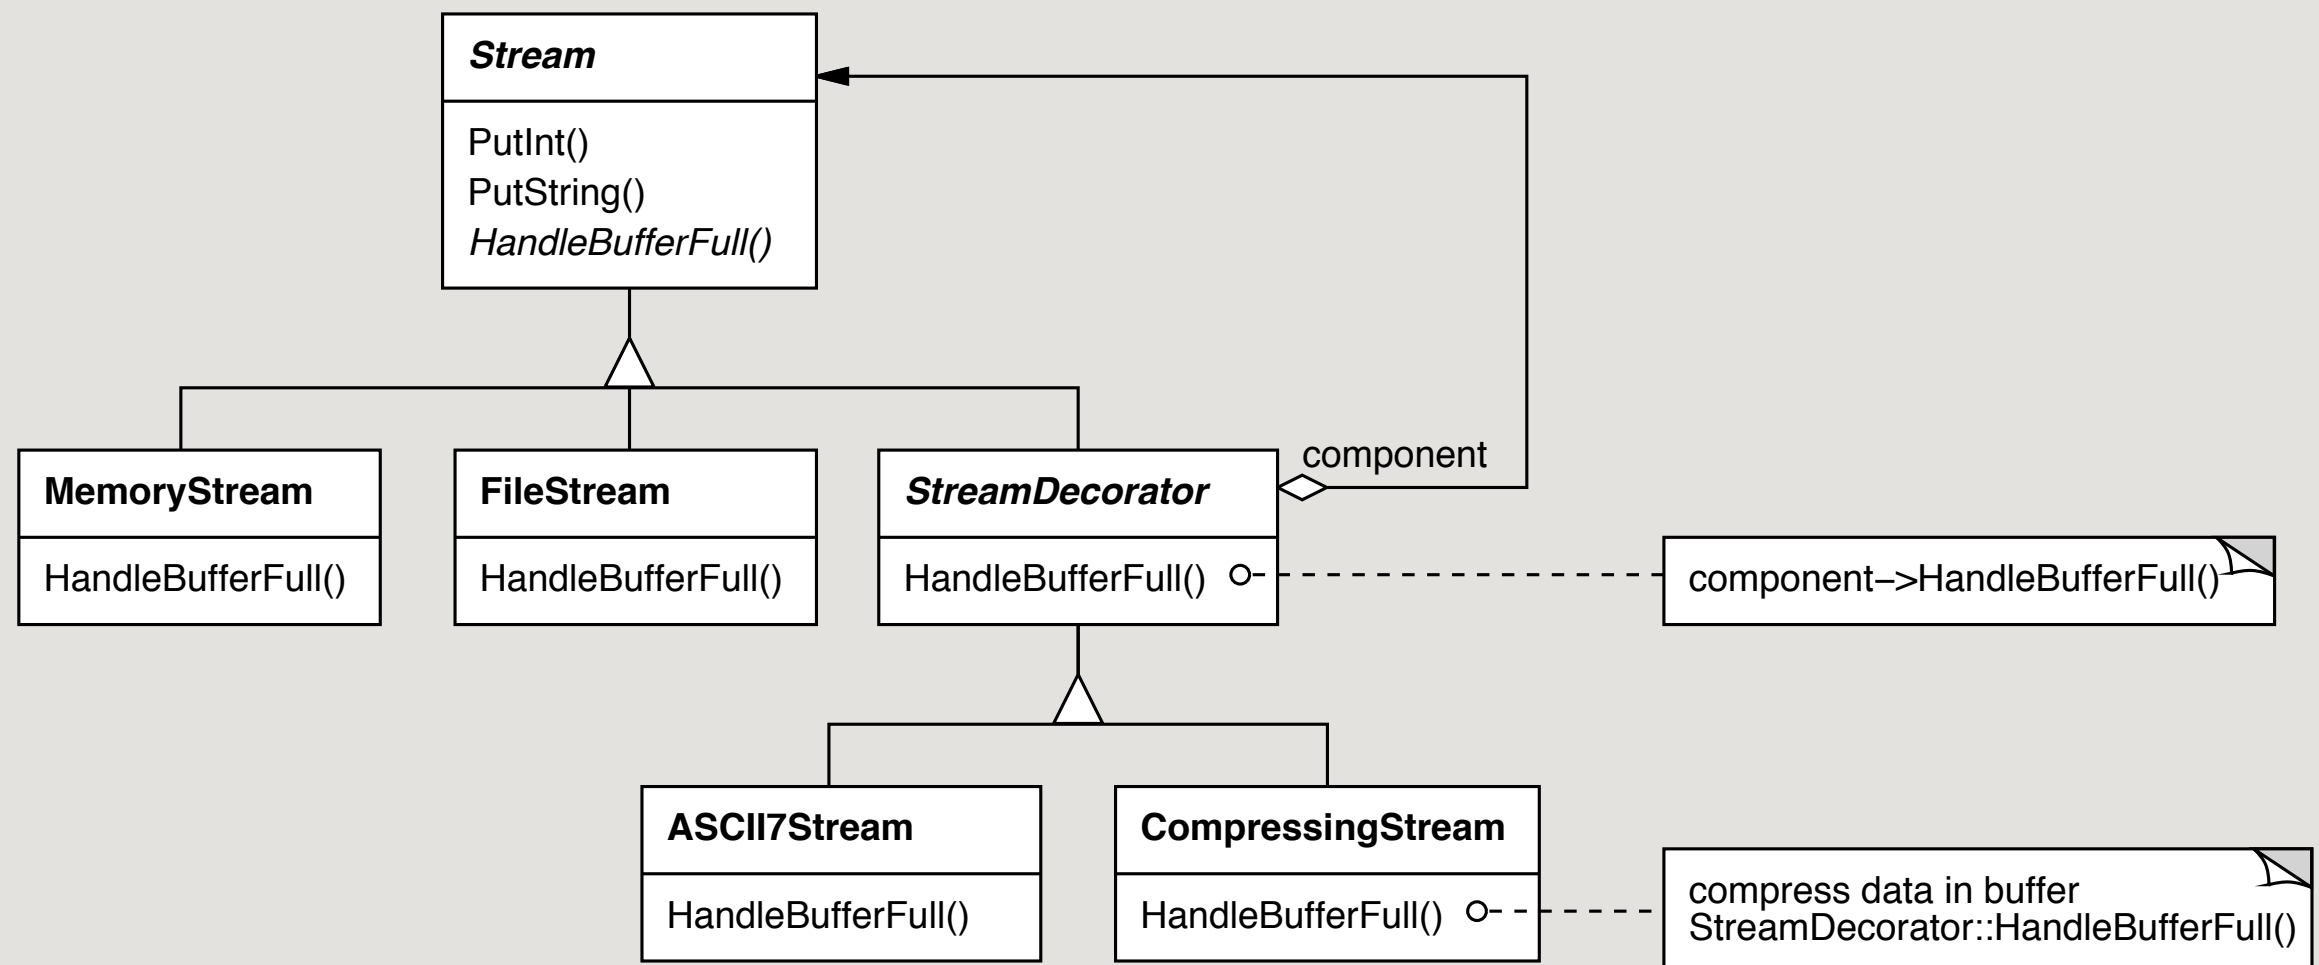 Stream
PutInt()
PutString()
HandleBufferFull()
component
MemoryStream
HandleBufferFull()
FileStream
HandleBufferFull()
StreamDecorator
HandleBufferFull()
component–>HandleBufferFull()
ASCII7Stream
HandleBufferFull()
CompressingStream
HandleBufferFull()
compress data in buffer
StreamDecorator::HandleBufferFull()